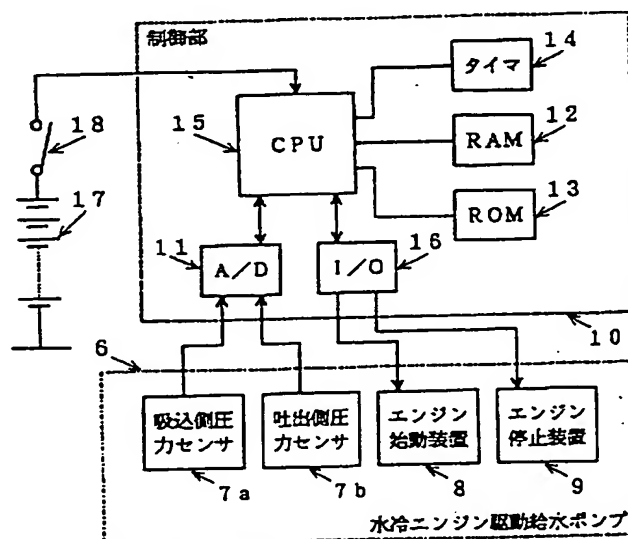 制御部
14
タイマ
18
15
CPU
12
RAM
17
13
ROM
11
A/D
16
I/O
10
6
吸込側圧
力センサ
吐出側圧
力センサ
エンジン
始動装置
エンジン
停止装置
7a
7b
8
9
水冷エンジン駆動給水ポンプ